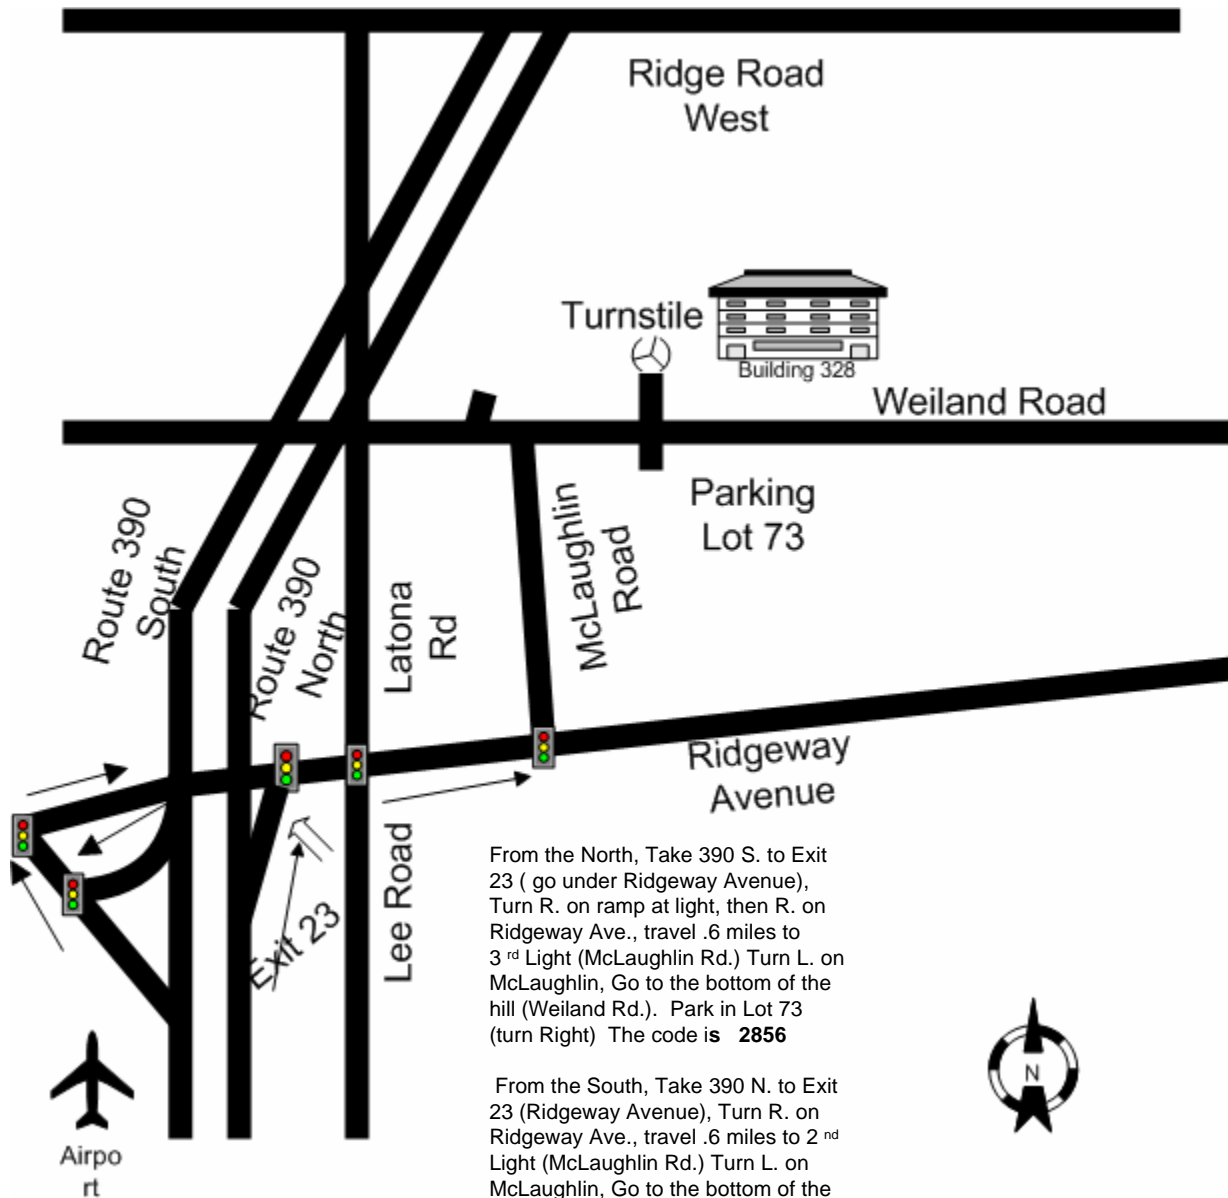 Ridge Road
West
Turnstile
Building 328
Weiland Road
Parking
Lot 73
McLaughlin
Road
Route 390
South
Route 390
North
Latona
Rd
Ridgeway
Avenue
Lee Road
Exit 23
From the North, Take 390 S. to Exit
23 ( go under Ridgeway Avenue),
Turn R. on ramp at light, then R. on
Ridgeway Ave., travel .6 miles to
3 rd Light (McLaughlin Rd.) Turn L. on
McLaughlin, Go to the bottom of the
hill (Weiland Rd.).  Park in Lot 73
(turn Right)  The code is  2856
From the South, Take 390 N. to Exit
23 (Ridgeway Avenue), Turn R. on
Ridgeway Ave., travel .6 miles to 2 nd
Light (McLaughlin Rd.) Turn L. on
McLaughlin, Go to the bottom of the
N
Airpo
rt